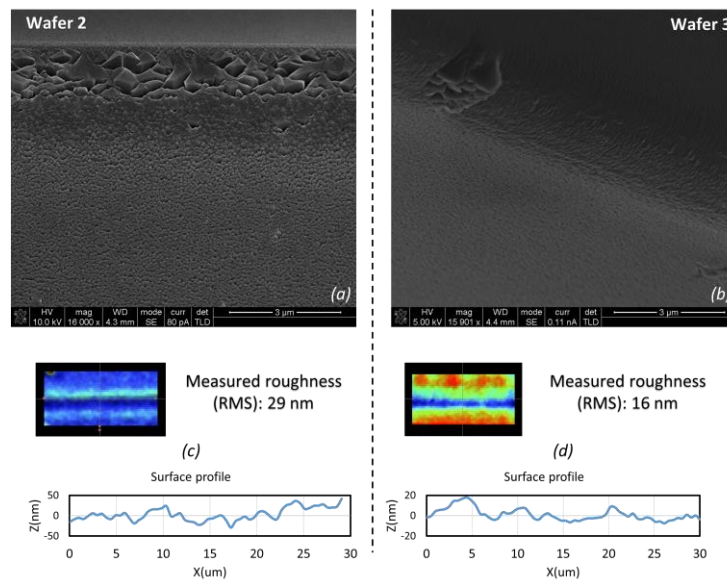 Wafer 2
(a)
HV mag WD mode curr det
10.0 kV 16 000 x 4.3 mm SE 80 pA TLD
3 µm
Measured roughness
(RMS): 29 nm
(c)
Surface profile
Z(nm)
50
0
-50
0 5 10 15 20 25 30
X(um)
Wafer 3
(b)
HV mag WD mode curr det
5.00 kV 15 901 x 4.4 mm SE 0.11 nA TLD
3 µm
Measured roughness
(RMS): 16 nm
(d)
Surface profile
Z(nm)
20
0
-20
0 5 10 15 20 25 30
X(um)